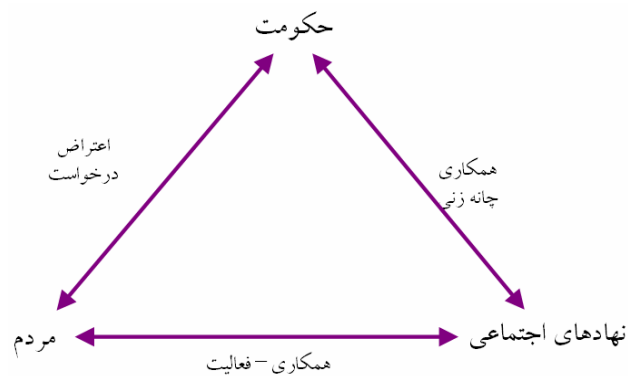 حکومت
اعتراض
درخواست
همکاری
چانه زنی
نهادهای اجتماعی
مردم
همکاری – فعالیت